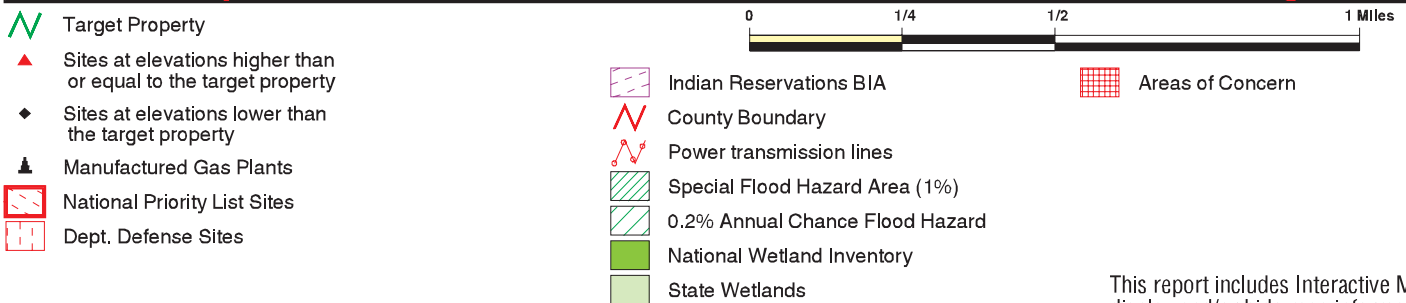 Target Property
Sites at elevations higher than
or equal to the target property
Sites at elevations lower than
the target property
Manufactured Gas Plants
National Priority List Sites
Dept. Defense Sites
0 1/4 1/2 1 Miles
Indian Reservations BIA
County Boundary
Power transmission lines
Special Flood Hazard Area (1%)
0.2% Annual Chance Flood Hazard
National Wetland Inventory
State Wetlands
Areas of Concern
This report includes Interactive M